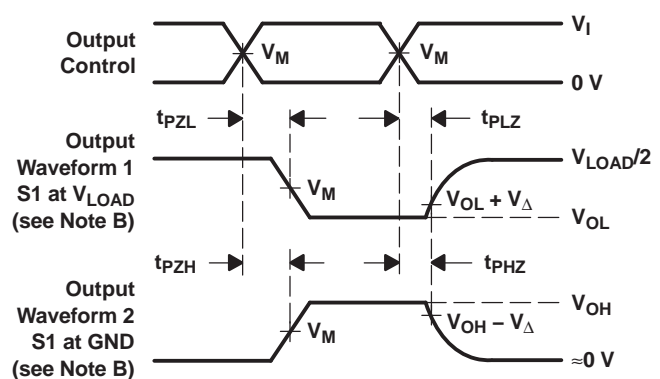 Output
Control
V_M
V_M
V_I
0 V
t_PZL
t_PLZ
Output
Waveform 1
S1 at V_LOAD
(see Note B)
V_M
V_OL + V_Δ
V_LOAD/2
V_OL
t_PZH
t_PHZ
Output
Waveform 2
S1 at GND
(see Note B)
V_M
V_OH − V_Δ
V_OH
≈0 V